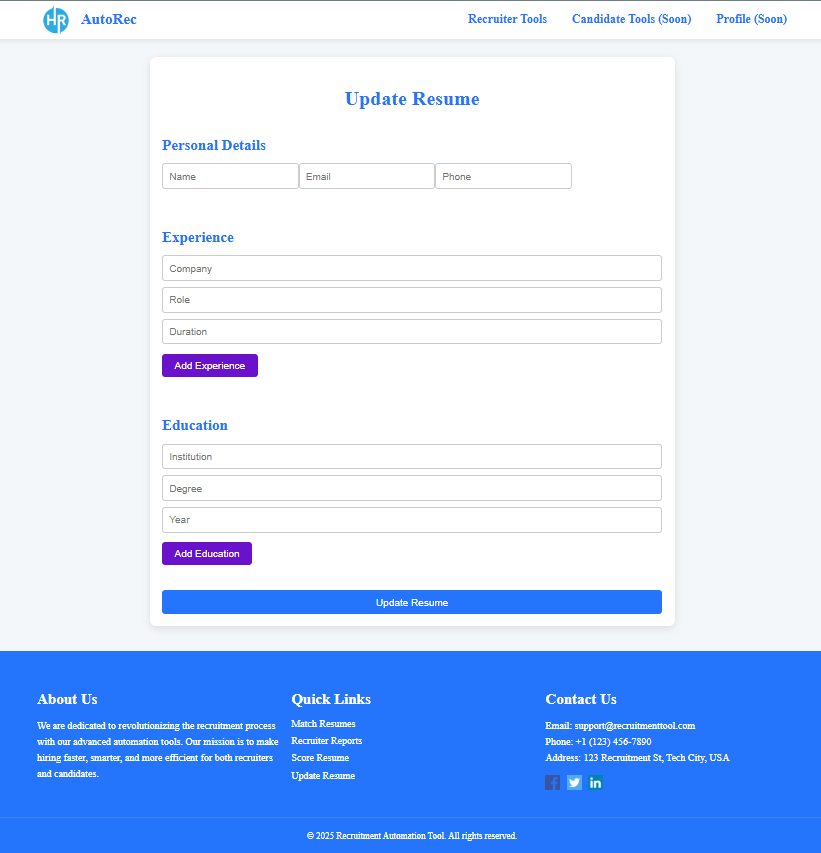 HR AutoRec Recruiter Tools Candidate Tools (Soon) Profile (Soon)
Update Resume
Personal Details
Name Email Phone
Experience
Company
Role
Duration
Add Experience
Education
Institution
Degree
Year
Add Education
Update Resume
About Us
We are dedicated to revolutionizing the recruitment process
with our advanced automation tools. Our mission is to make
hiring faster, smarter, and more efficient for both recruiters
and candidates.
Quick Links
Match Resumes
Recruiter Reports
Score Resume
Update Resume
Contact Us
Email: support@recruitmenttool.com
Phone: +1 (123) 456-7890
Address: 123 Recruitment St, Tech City, USA
© 2025 Recruitment Automation Tool. All rights reserved.